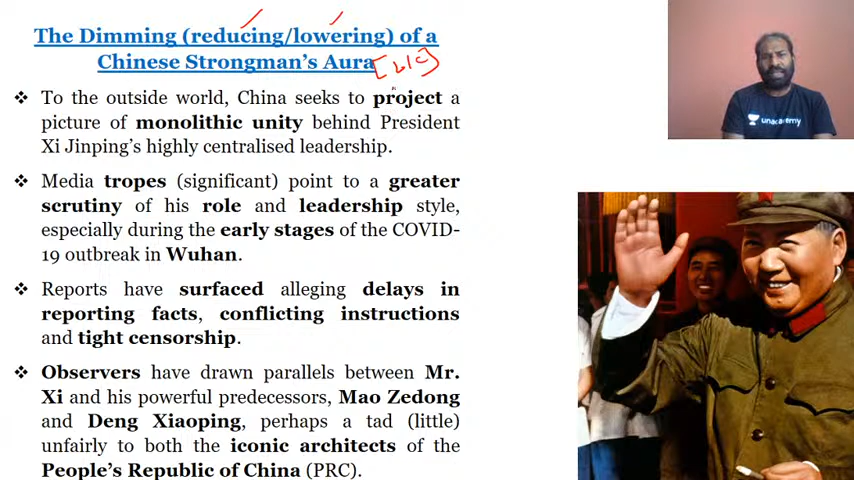 The Dimming (reducing/lowering) of a
Chinese Strongman's Aura
❖ To the outside world, China seeks to project a
picture of monolithic unity behind President
Xi Jinping's highly centralised leadership.
❖ Media tropes (significant) point to a greater
scrutiny of his role and leadership style,
especially during the early stages of the COVID-
19 outbreak in Wuhan.
❖ Reports have surfaced alleging delays in
reporting facts, conflicting instructions
and tight censorship.
❖ Observers have drawn parallels between Mr.
Xi and his powerful predecessors, Mao Zedong
and Deng Xiaoping, perhaps a tad (little)
unfairly to both the iconic architects of the
People's Republic of China (PRC).
unacademy